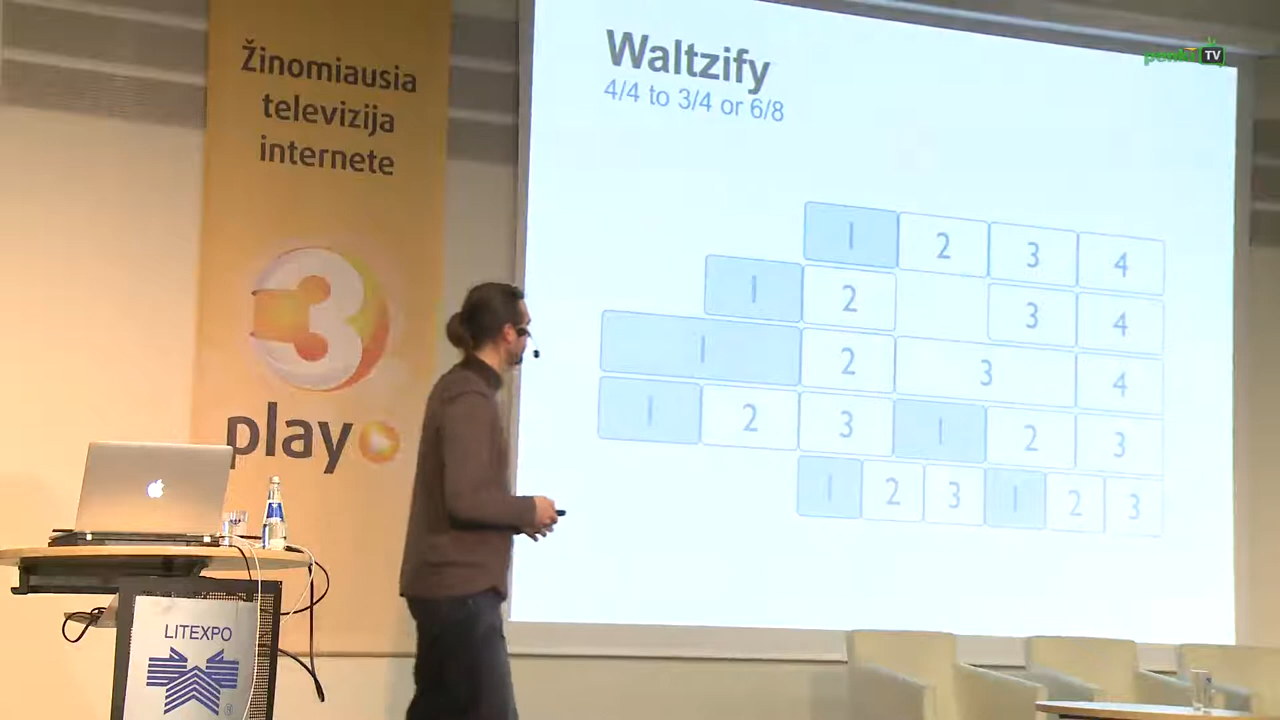 Žinomiausia
televizija
internete
3
play
LITEXPO
®
Waltzify
4/4 to 3/4 or 6/8
1 2 3 4
1 2 3 4
1 2 3 4
1 2 3 1 2 3
1 2 3 1 2 3
TV